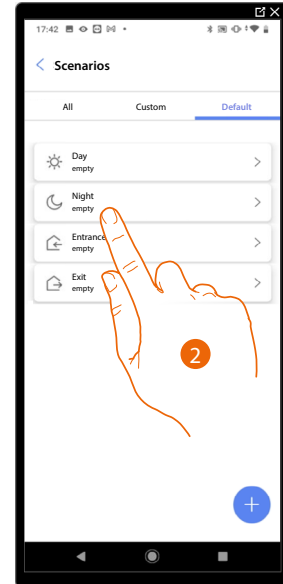 17:42
Scenarios
All Custom Default
Day
empty
Night
empty
Entrance
empty
Exit
empty
2